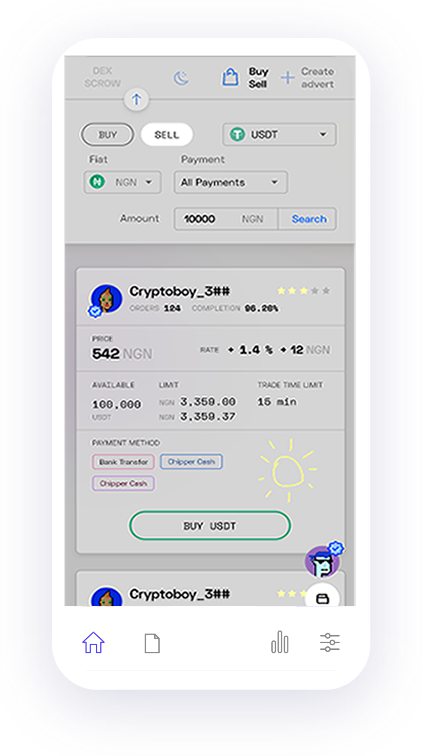 DEX
SCROW
Buy
Sell
Create
advert
BUY
SELL
USDT
Fiat
Payment
NGN
All Payments
Amount
10000
NGN
Search
Cryptoboy_3##
ORDERS 124 COMPLETION 96.20%
PRICE
542 NGN
RATE + 1.4 % + 12 NGN
AVAILABLE
LIMIT
TRADE TIME LIMIT
100,000
USDT
NGN 3,359.00
NGN 3,359.37
15 min
PAYMENT METHOD
Bank Transfer
Chipper Cash
Chipper Cash
BUY USDT
Cryptoboy_3##